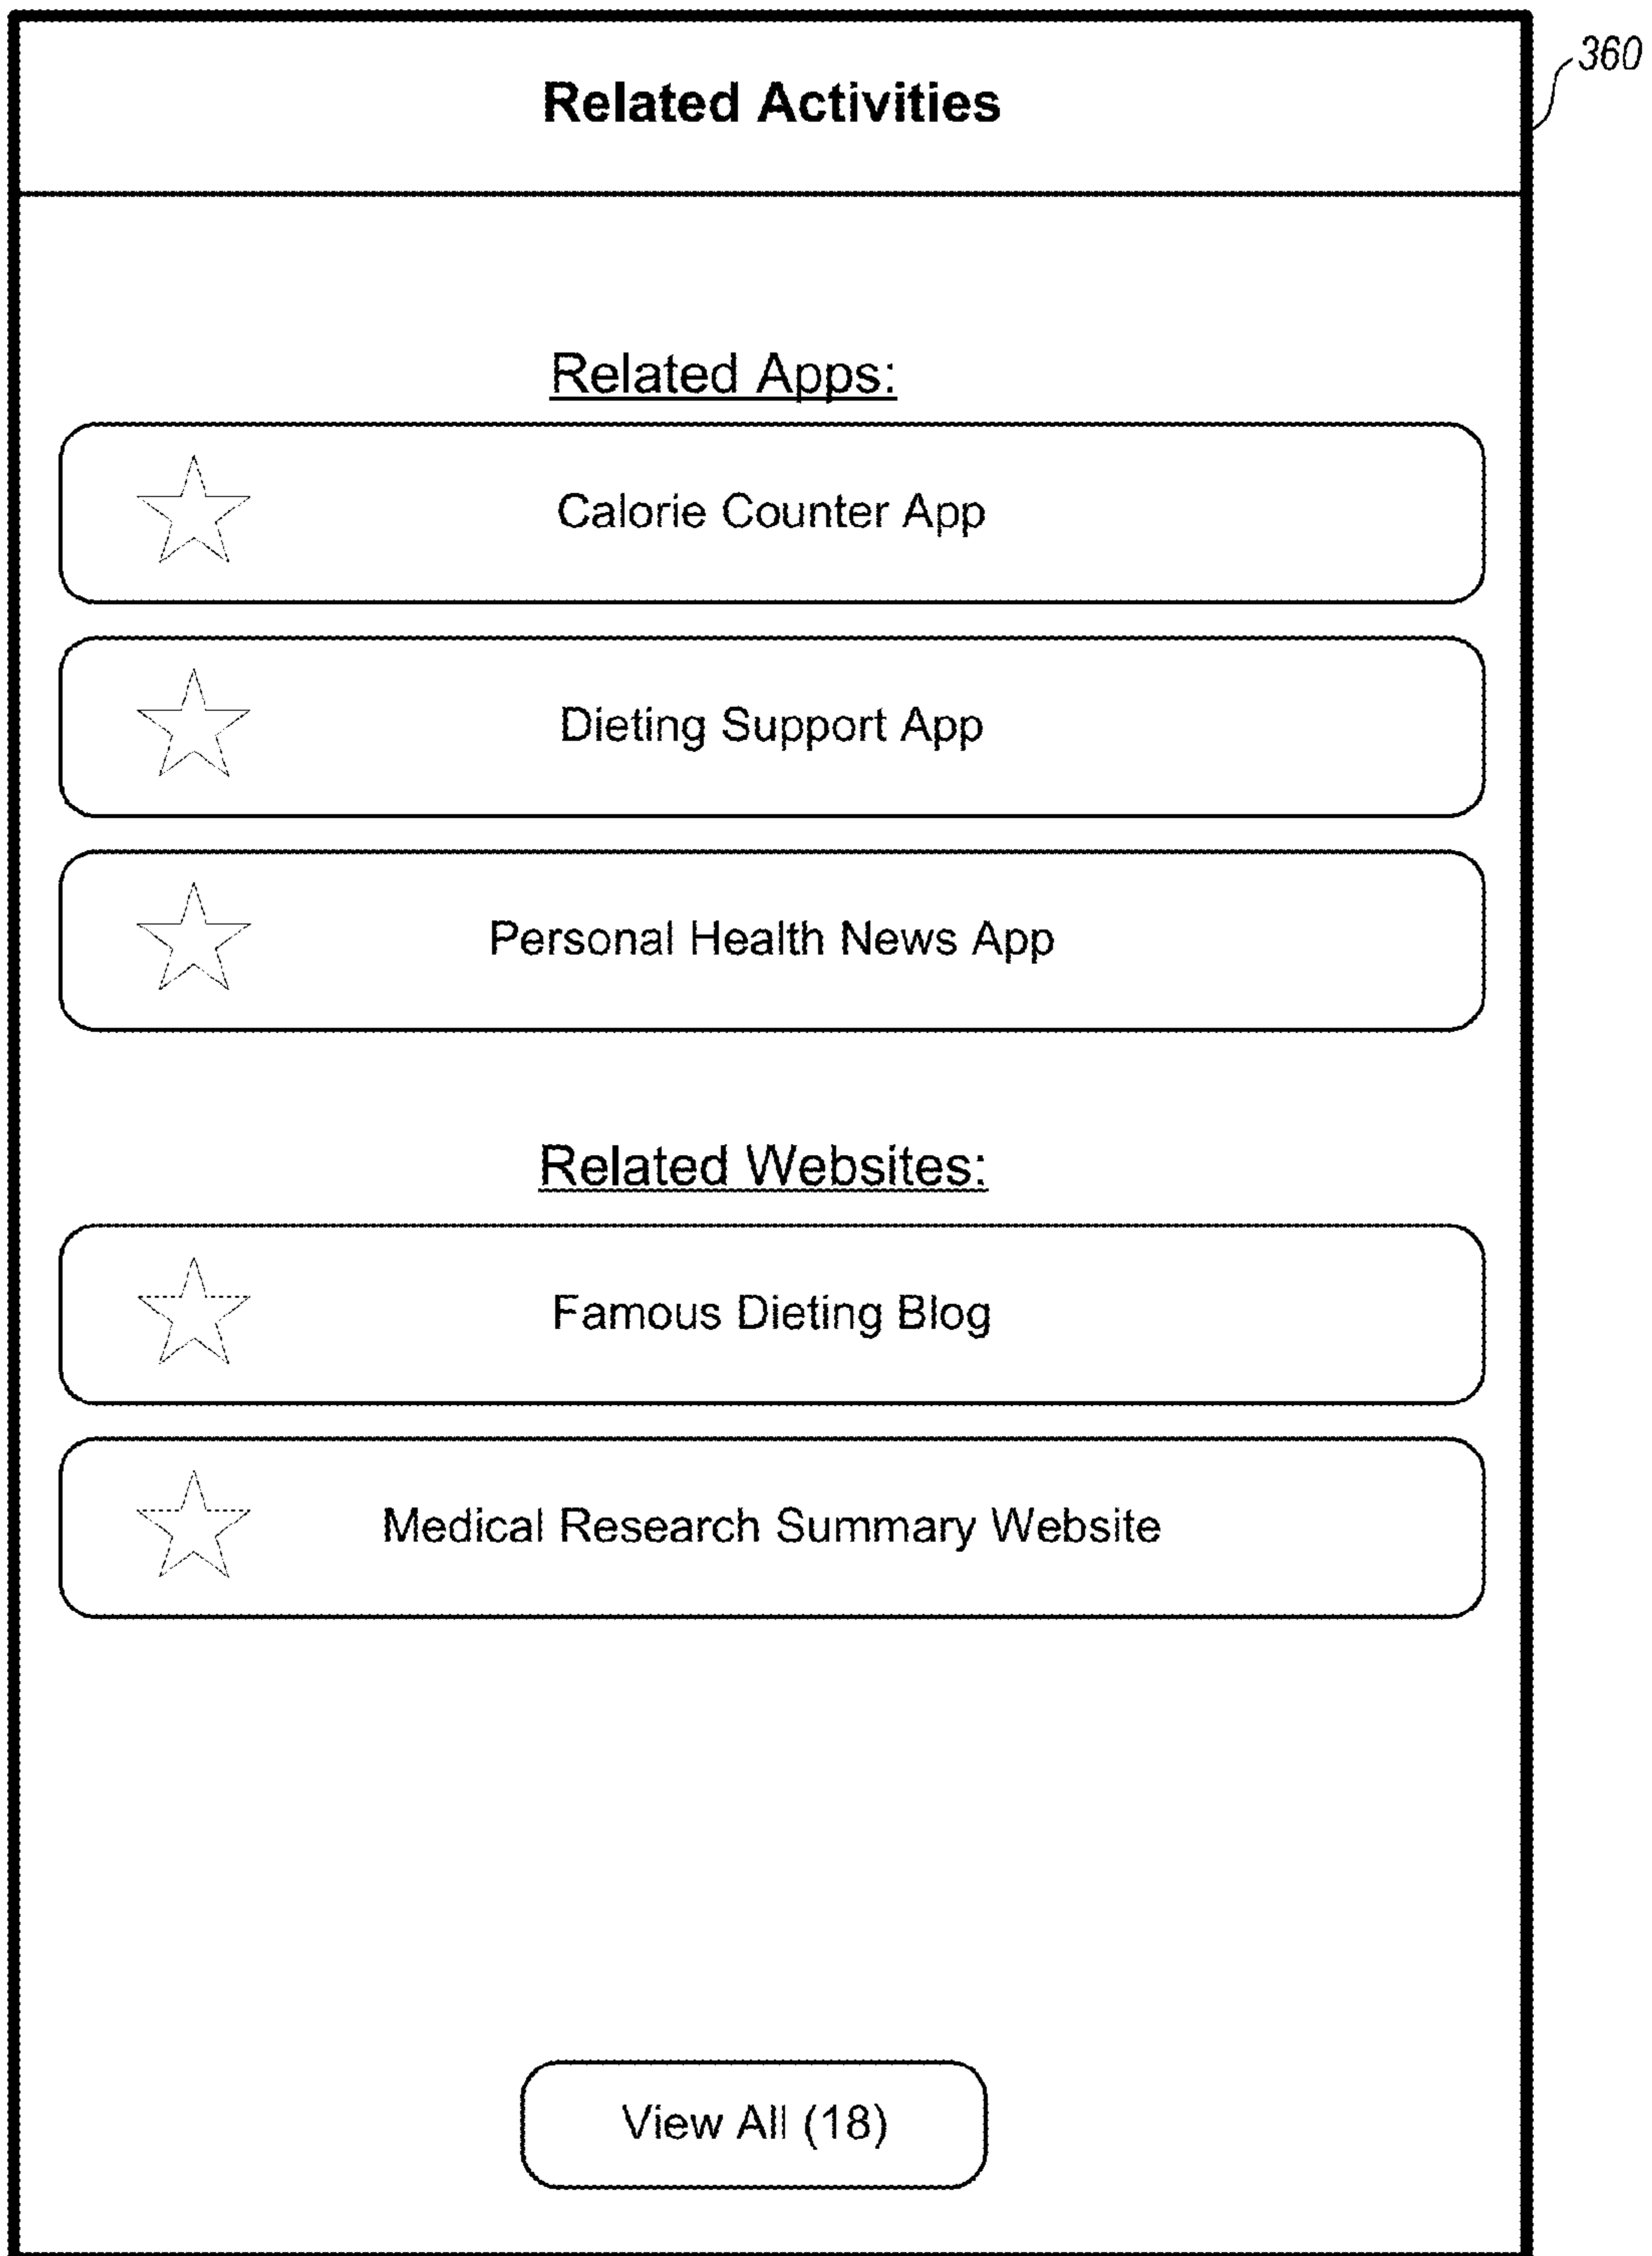 360
Related Activities
Related Apps:
Calorie Counter App
Dieting Support App
Personal Health News App
Related Websites:
Famous Dieting Blog
Medical Research Summary Website
View All (18)